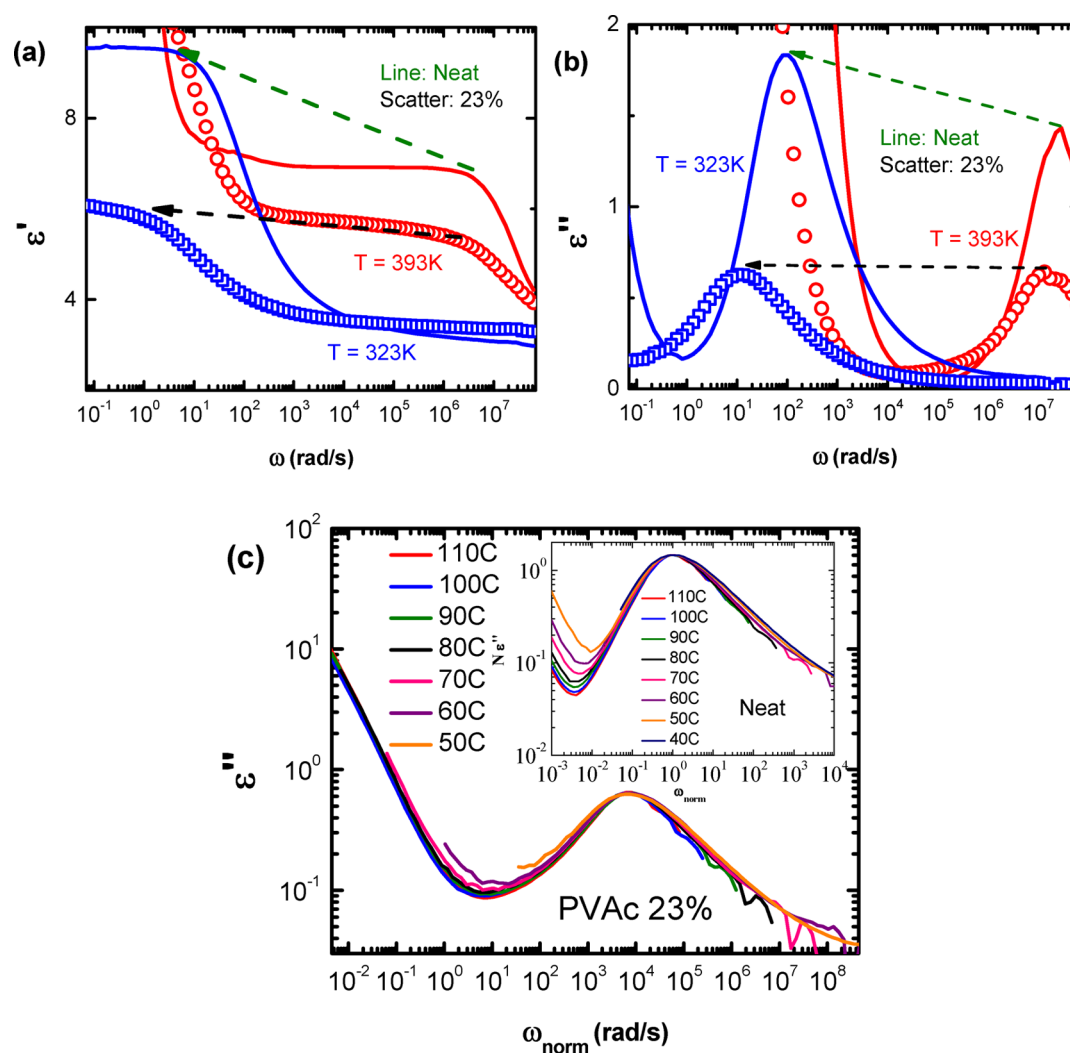 (a)
ε'
8
4
Line: Neat
Scatter: 23%
T = 393K
T = 323K
10⁻¹ 10⁰ 10¹ 10² 10³ 10⁴ 10⁵ 10⁶ 10⁷
ω (rad/s)
(b)
ε''
2
1
0
T = 323K
Line: Neat
Scatter: 23%
T = 393K
10⁻¹ 10⁰ 10¹ 10² 10³ 10⁴ 10⁵ 10⁶ 10⁷
ω (rad/s)
(c)
ε''
10²
10¹
10⁰
10⁻¹
110C
100C
90C
80C
70C
60C
50C
N ε''
10⁰
10⁻¹
10⁻²
110C
100C
90C
80C
70C
60C
50C
40C
Neat
10⁻³ 10⁻² 10⁻¹ 10⁰ 10¹ 10² 10³ 10⁴
ω norm
PVAc 23%
10⁻² 10⁻¹ 10⁰ 10¹ 10² 10³ 10⁴ 10⁵ 10⁶ 10⁷ 10⁸
ω norm (rad/s)